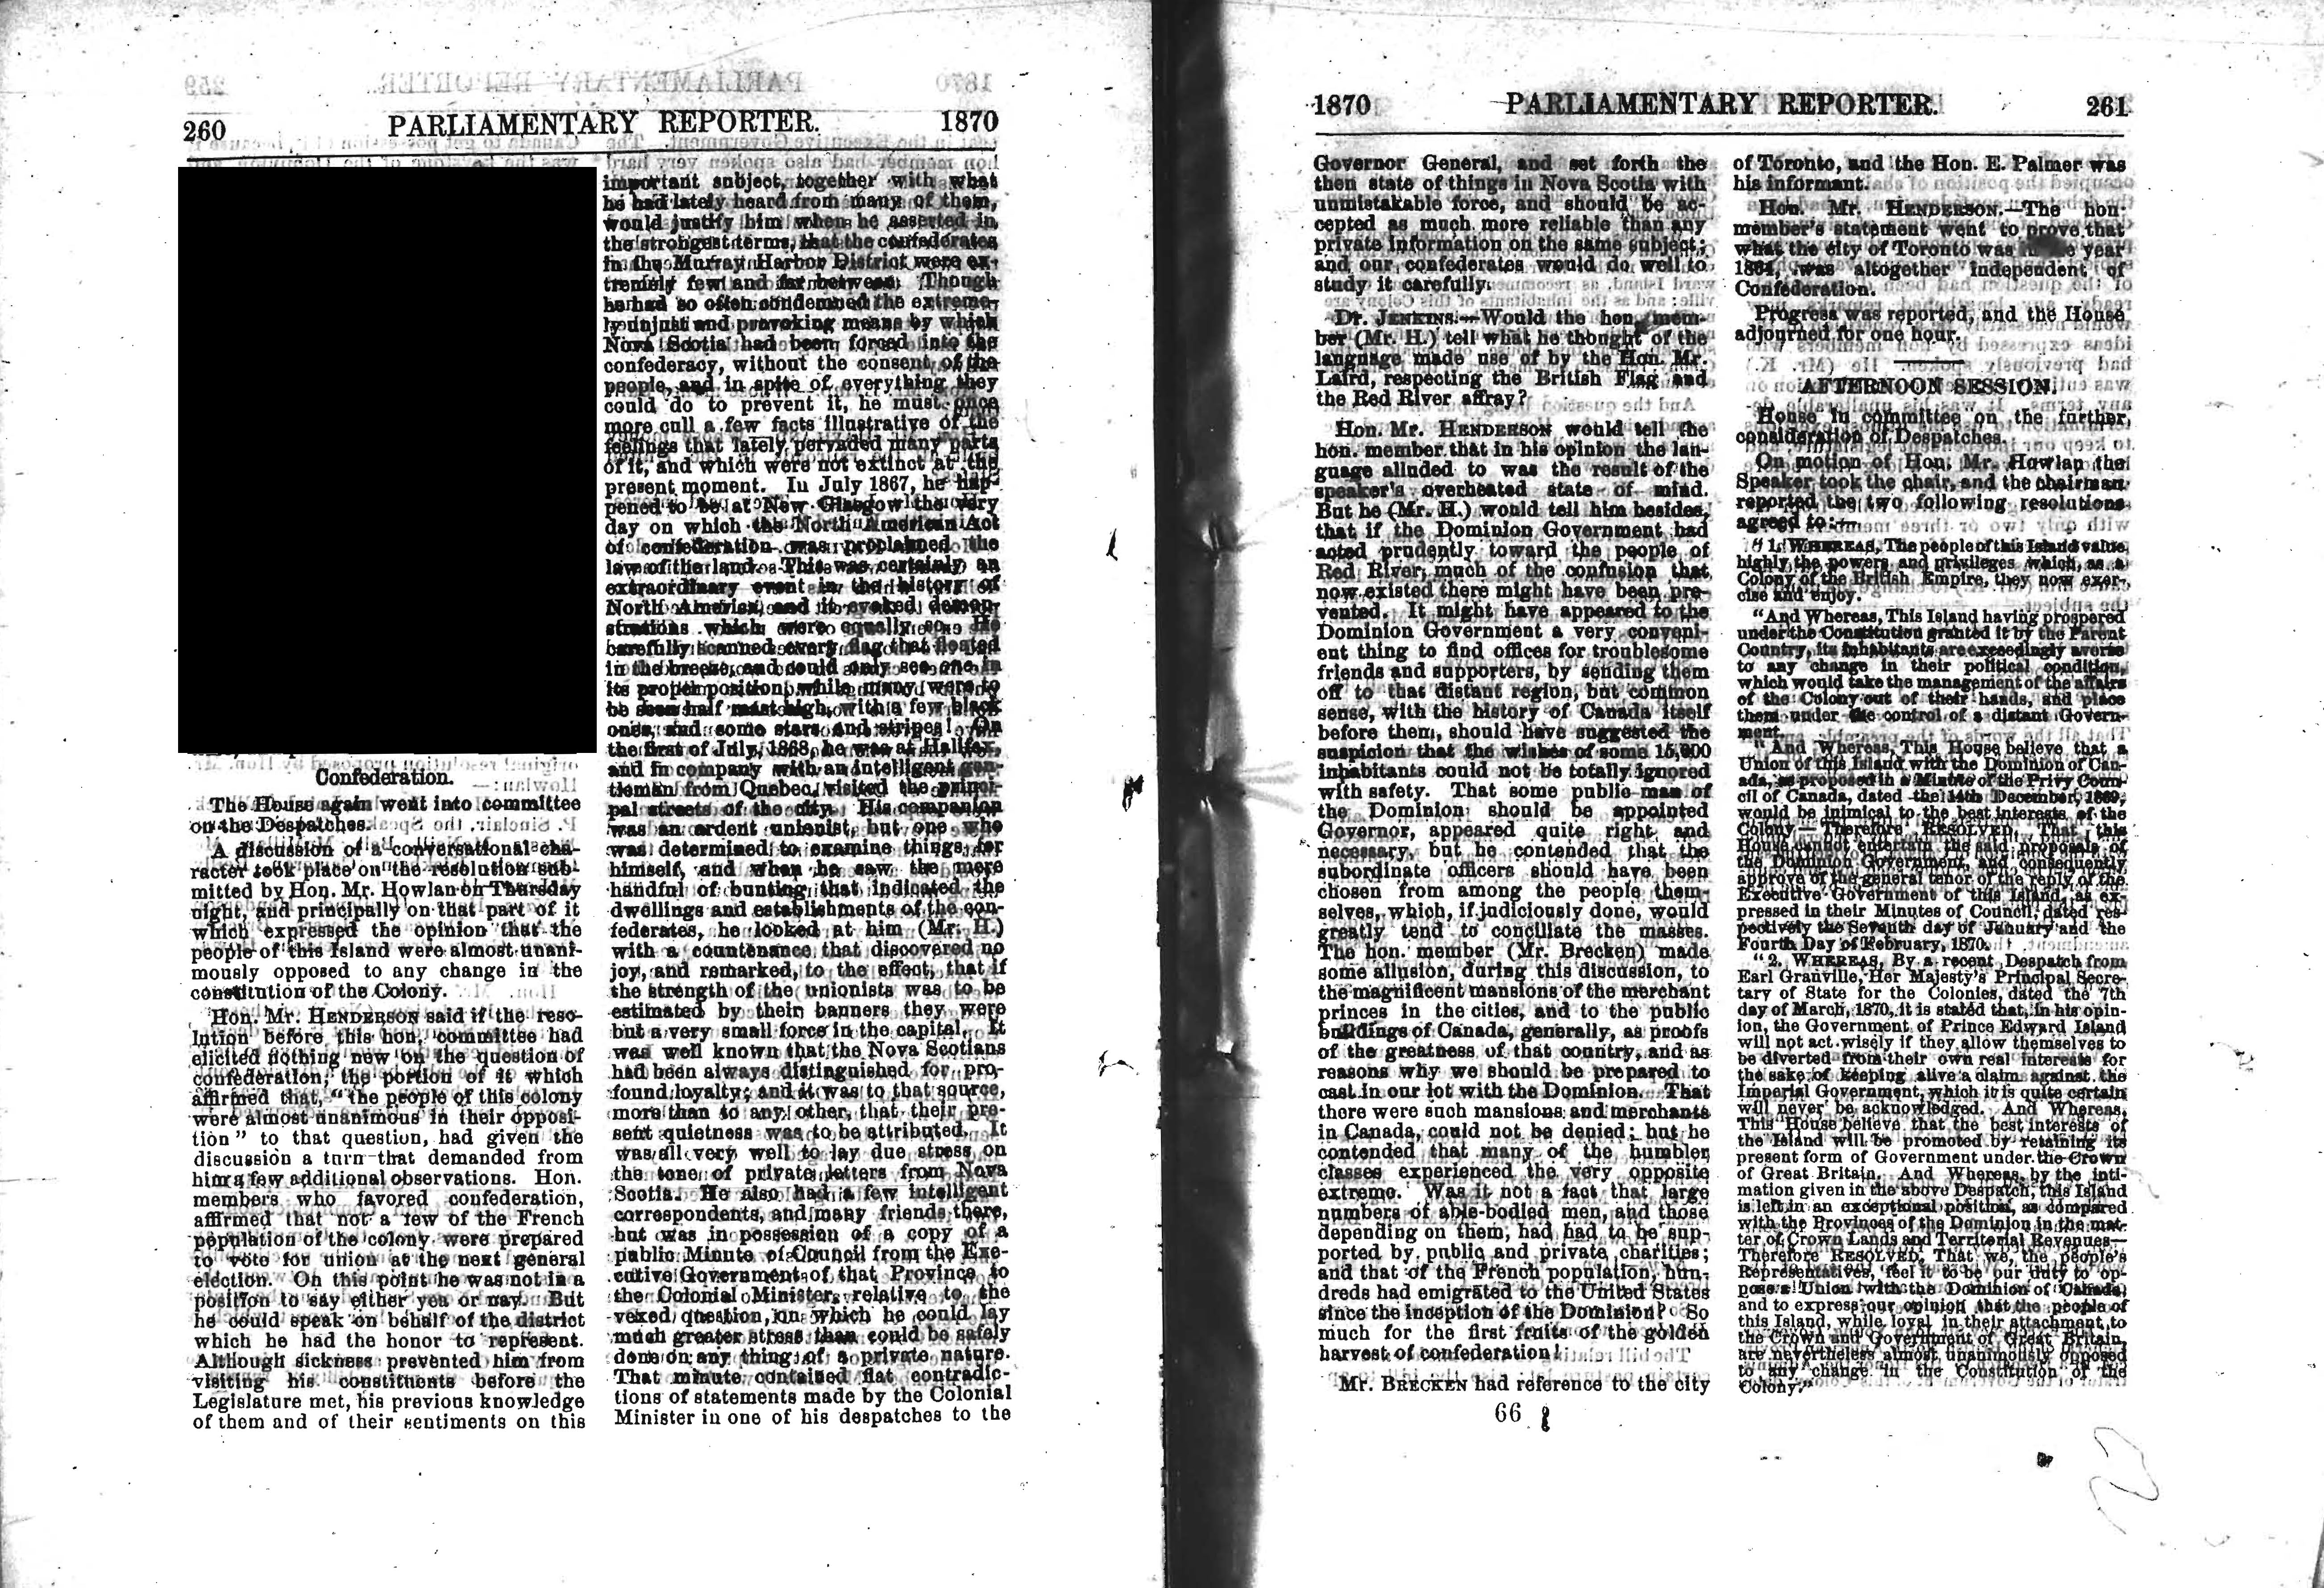 260 PARLIAMENTARY REPORTER. 1870
Confederation.
The House again went into committee
on the Despatches.
A discussion of a conversational cha-
racter took place on the resolution sub-
mitted by Hon. Mr. Howlan on Thursday
night, and principally on that part of it
which expressed the opinion that the
people of this Island were almost unani-
mously opposed to any change in the
constitution of the Colony.
Hon. Mr. HENDERSON said if the reso-
lution before this hon. committee had
elicited nothing new on the question of
confederation, the portion of it which
affirmed that, "the people of this colony
were almost unanimous in their opposi-
tion" to that question, had given the
discussion a turn that demanded from
him a few additional observations. Hon.
members who favored confederation,
affirmed that not a few of the French
population of the colony were prepared
to vote for union at the next general
election. On this point he was not in a
position to say either yea or nay. But
he could speak on behalf of the district
which he had the honor to represent.
Although sickness prevented him from
visiting his constituents before the
Legislature met, his previous knowledge
of them and of their sentiments on this
important subject, together with what
he had lately heard from many of them,
would justify him when he asserted in
the strongest terms, that the confederates
in the Murray Harbor District were ex-
tremely few and far between. Though
he had so often condemned the extreme-
ly unjust and provoking means by which
Nova Scotia had been forced into the
confederacy, without the consent of the
people, and in spite of everything they
could do to prevent it, he must once
more cull a few facts illustrative of the
feelings that lately pervaded many parts
of it, and which were not extinct at the
present moment. In July 1867, he hap-
pened to be at New Glasgow the very
day on which the North American Act
of confederation was proclaimed the
law of the land. This was certainly an
extraordinary event in the history of
North America, and it evoked demon-
strations which were equally so. He
carefully scanned every flag that floated
in the breeze, and could only see one in
its proper position, while many were to
be seen half mast high, with a few black
ones, and some stars and stripes! On
the first of July, 1868, he was at Halifax,
and in company with an intelligent gen-
tleman from Quebec, visited the princi-
pal streets of the city. His companion
was an ardent unionist, but one who
was determined to examine things for
himself, and when he saw the mere
handful of bunting that indicated the
dwellings and establishments of the con-
federates, he looked at him (Mr. H.)
with a countenance that discovered no
joy, and remarked, to the effect, that if
the strength of the unionists was to be
estimated by their banners they were
but a very small force in the capital. It
was well known that the Nova Scotians
had been always distinguished for pro-
found loyalty; and it was to that source,
more than to any other, that their pre-
sent quietness was to be attributed. It
was all very well to lay due stress on
the tone of private letters from Nova
Scotia. He also had a few intelligent
correspondents, and many friends there,
but was in possession of a copy of a
public Minute of Council from the Exe-
cutive Government of that Province to
the Colonial Minister, relative to the
vexed question, on which he could lay
much greater stress than could be safely
done on any thing of a private nature.
That minute contained flat contradic-
tions of statements made by the Colonial
Minister in one of his despatches to the
1870 PARLIAMENTARY REPORTER. 261
Governor General, and set forth the
then state of things in Nova Scotia with
unmistakable force, and should be ac-
cepted as much more reliable than any
private information on the same subject;
and our confederates would do well to
study it carefully.
Dr. JENKINS.—Would the hon. mem-
ber (Mr. H.) tell what he thought of the
language made use of by the Hon. Mr.
Laird, respecting the British Flag and
the Red River affray?
Hon. Mr. HENDERSON would tell the
hon. member that in his opinion the lan-
guage alluded to was the result of the
speaker's overheated state of mind.
But he (Mr. H.) would tell him besides,
that if the Dominion Government had
acted prudently toward the people of
Red River, much of the confusion that
now existed there might have been pre-
vented. It might have appeared to the
Dominion Government a very conveni-
ent thing to find offices for troublesome
friends and supporters, by sending them
off to that distant region, but common
sense, with the history of Canada itself
before them, should have suggested the
suspicion that the wishes of some 15,000
inhabitants could not be totally ignored
with safety. That some public man of
the Dominion should be appointed
Governor, appeared quite right and
necessary, but he contended that the
subordinate officers should have been
chosen from among the people them-
selves, which, if judiciously done, would
greatly tend to conciliate the masses.
The hon. member (Mr. Brecken) made
some allusion, during this discussion, to
the magnificent mansions of the merchant
princes in the cities, and to the public
buildings of Canada, generally, as proofs
of the greatness of that country, and as
reasons why we should be prepared to
cast in our lot with the Dominion. That
there were such mansions and merchants
in Canada, could not be denied; but he
contended that many of the humbler
classes experienced the very opposite
extreme. Was it not a fact that large
numbers of able-bodied men, and those
depending on them, had had to be sup-
ported by public and private charities;
and that of the French population, hun-
dreds had emigrated to the United States
since the inception of the Dominion? So
much for the first fruits of the golden
harvest of confederation!
Mr. BRECKEN had reference to the city
66
of Toronto, and the Hon. E. Palmer was
his informant.
Hon. Mr. HENDERSON.—The hon.
member's statement went to prove that
what the city of Toronto was year
1864, was altogether independent of
Confederation.
Progress was reported, and the House
adjourned for one hour.
AFTERNOON SESSION.
House in committee on the further
consideration of Despatches.
On motion of Hon. Mr. Howlan the
Speaker took the chair, and the chairman
reported the two following resolutions
agreed to:—
"1. WHEREAS, The people of this Island value
highly the powers and privileges which, as a
Colony of the British Empire, they now exer-
cise and enjoy.
"And Whereas, This Island having prospered
under the Constitution granted it by the Parent
Country, its inhabitants are exceedingly averse
to any change in their political condition,
which would take the management of the affairs
of the Colony out of their hands, and place
them under the control of a distant Govern-
ment.
"And Whereas, This House believe that a
Union of this Island with the Dominion of Can-
ada, as proposed in a Minute of the Privy Coun-
cil of Canada, dated the 14th December, 1869,
would be inimical to the best interests of the
Colony—Therefore RESOLVED, That this
House cannot entertain the said proposals of
the Dominion Government, and consequently
approve of the general tenor of the reply of the
Executive Government of this Island, as ex-
pressed in their Minutes of Council, dated res-
pectively the Seventh day of January and the
Fourth Day of February, 1870.
"2. WHEREAS, By a recent Despatch from
Earl Granville, Her Majesty's Principal Secre-
tary of State for the Colonies, dated the 7th
day of March, 1870, it is stated that, in his opin-
ion, the Government of Prince Edward Island
will not act wisely if they allow themselves to
be diverted from their own real interests for
the sake of keeping alive a claim against the
Imperial Government, which it is quite certain
will never be acknowledged. And Whereas,
This House believe that the best interests of
the Island will be promoted by retaining its
present form of Government under the Crown
of Great Britain, And Whereas, by the inti-
mation given in the above Despatch, this Island
is left in an exceptional position, as compared
with the Provinces of the Dominion in the mat-
ter of Crown Lands and Territorial Revenues—
Therefore RESOLVED, That we, the people's
Representatives, feel it to be our duty to op-
pose a Union with the Dominion of Canada,
and to express our opinion that the people of
this Island, while loyal in their attachment to
the Crown and Government of Great Britain,
are nevertheless almost unanimously opposed
to any change in the Constitution of the
Colony."